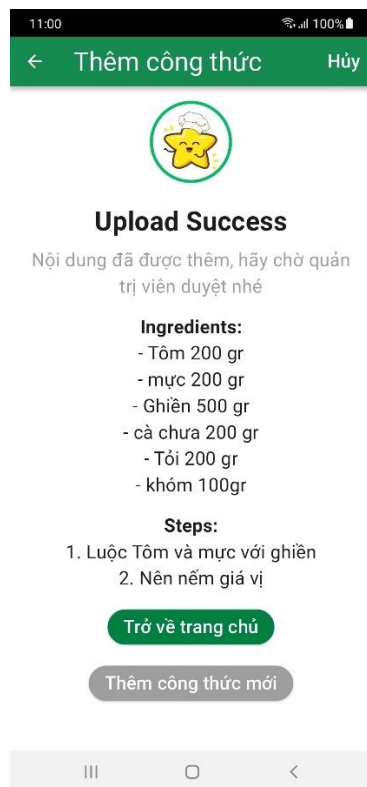 11:00
100%
Thêm công thức
Hủy
Upload Success
Nội dung đã được thêm, hãy chờ quản
trị viên duyệt nhé
Ingredients:
- Tôm 200 gr
- mực 200 gr
- Ghiền 500 gr
- cà chưa 200 gr
- Tỏi 200 gr
- khóm 100gr
Steps:
1. Luộc Tôm và mực với ghiền
2. Nên nếm giá vị
Trở về trang chủ
Thêm công thức mới